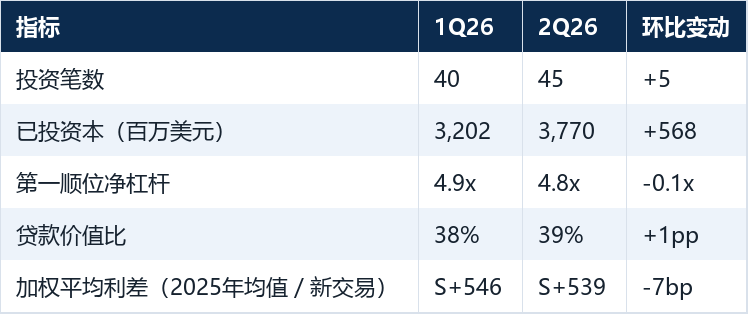 指标 1Q26 2Q26 环比变动
投资笔数 40 45 +5
已投资本（百万美元） 3,202 3,770 +568
第一顺位净杠杆 4.9x 4.8x -0.1x
贷款价值比 38% 39% +1pp
加权平均利差（2025年均值 / 新交易） S+546 S+539 -7bp